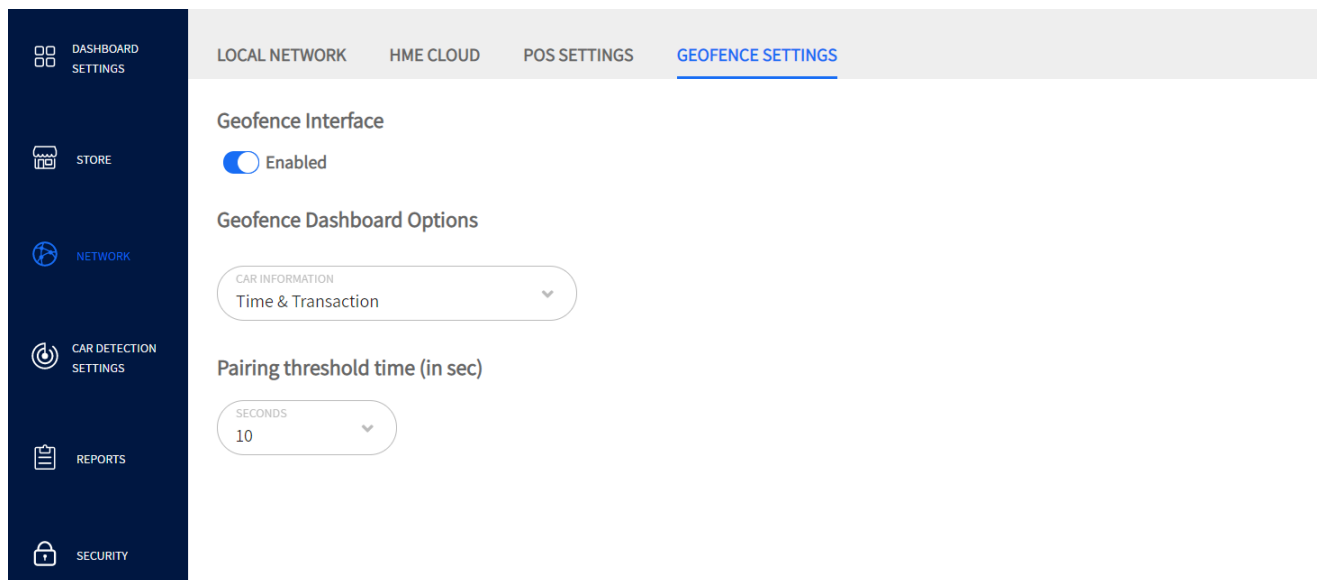 DASHBOARD
SETTINGS
STORE
NETWORK
CAR DETECTION
SETTINGS
REPORTS
SECURITY
LOCAL NETWORK
HME CLOUD
POS SETTINGS
GEOFENCE SETTINGS
Geofence Interface
Enabled
Geofence Dashboard Options
CAR INFORMATION
Time & Transaction
Pairing threshold time (in sec)
SECONDS
10